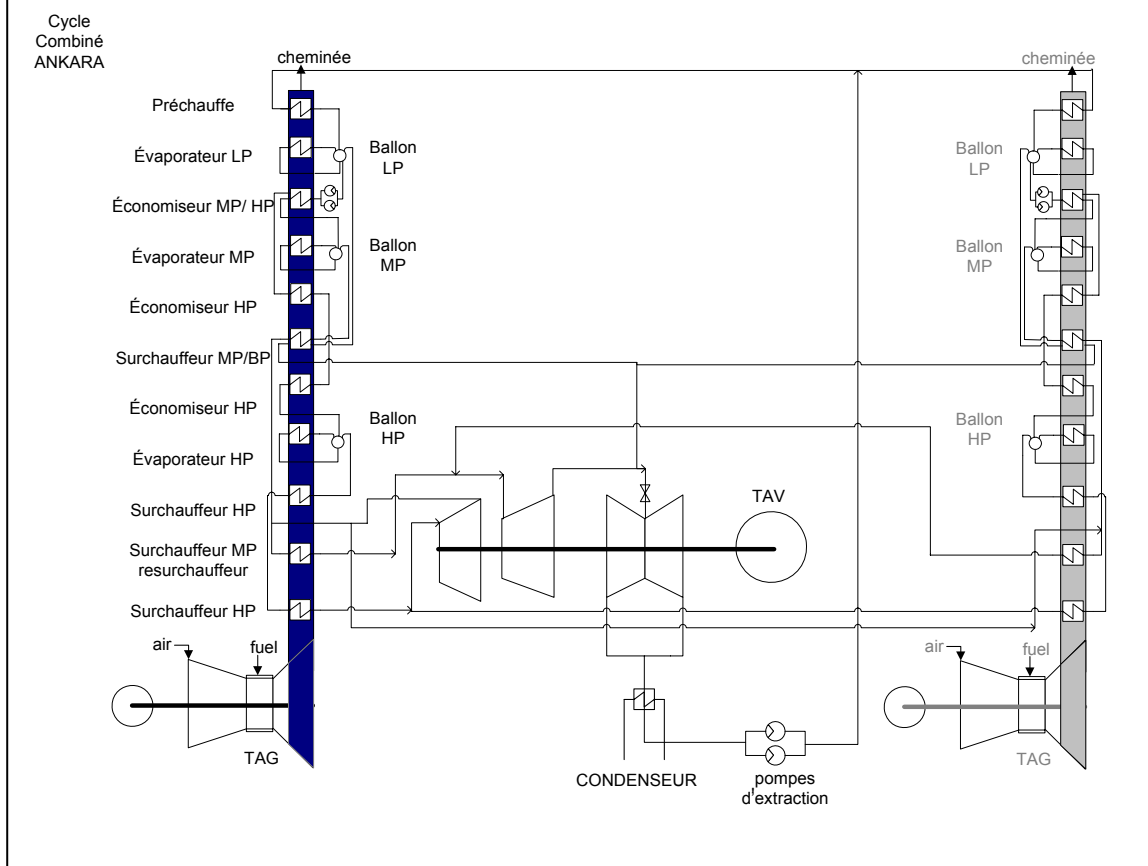 Cycle
Combiné
ANKARA
cheminée
cheminée
Préchauffe
Évaporateur LP
Ballon
LP
Ballon
LP
Économiseur MP/ HP
Évaporateur MP
Ballon
MP
Ballon
MP
Économiseur HP
Surchauffeur MP/BP
Économiseur HP
Ballon
HP
Ballon
HP
Évaporateur HP
Surchauffeur HP
TAV
Surchauffeur MP
resurchauffeur
Surchauffeur HP
air
fuel
air
fuel
TAG
TAG
CONDENSEUR
pompes
d'extraction